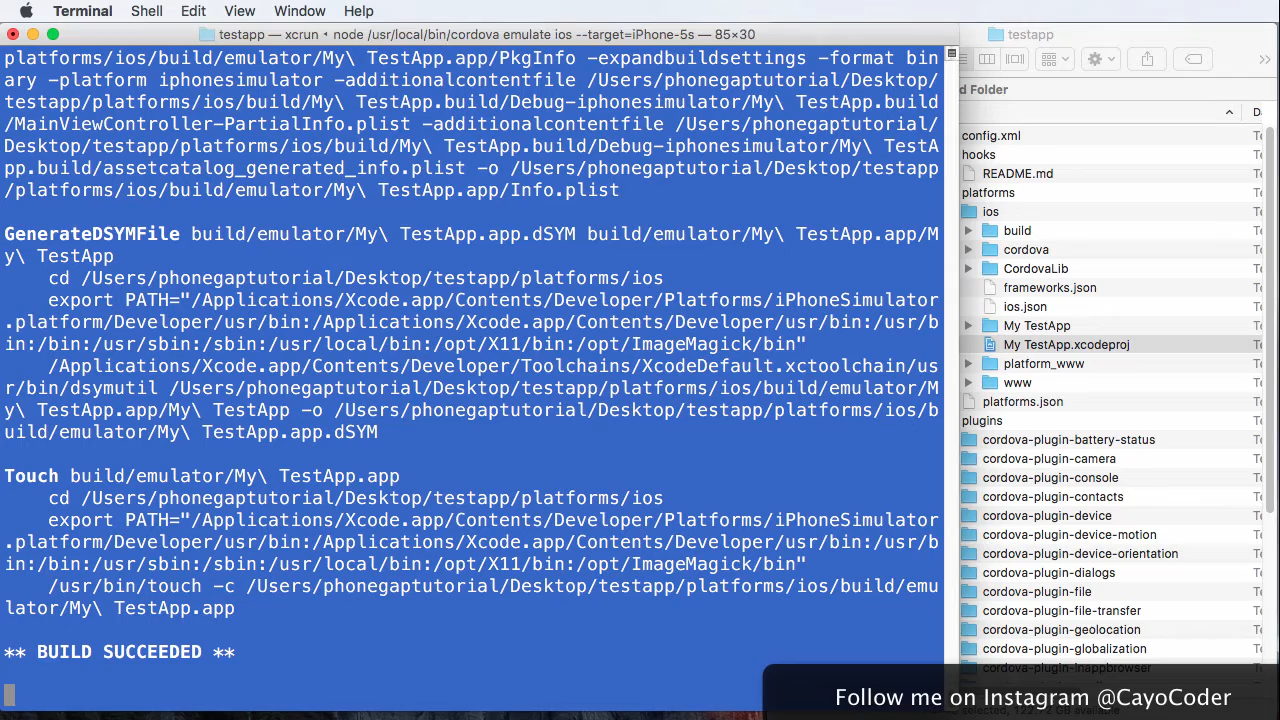 Terminal Shell Edit View Window Help
testapp — xcrun • node /usr/local/bin/cordova emulate ios --target=iPhone-5s — 85×30
platforms/ios/build/emulator/My\ TestApp.app/PkgInfo -expandbuildsettings -format bin
ary -platform iphonesimulator -additionalcontentfile /Users/phonegaptutorial/Desktop/
testapp/platforms/ios/build/My\ TestApp.build/Debug-iphonesimulator/My\ TestApp.build
/MainViewController-PartialInfo.plist -additionalcontentfile /Users/phonegaptutorial/
Desktop/testapp/platforms/ios/build/My\ TestApp.build/Debug-iphonesimulator/My\ TestA
pp.build/assetcatalog_generated_info.plist -o /Users/phonegaptutorial/Desktop/testapp
/platforms/ios/build/emulator/My\ TestApp.app/Info.plist
GenerateDSYMFile build/emulator/My\ TestApp.app.dSYM build/emulator/My\ TestApp.app/M
y\ TestApp
cd /Users/phonegaptutorial/Desktop/testapp/platforms/ios
export PATH="/Applications/Xcode.app/Contents/Developer/Platforms/iPhoneSimulator
.platform/Developer/usr/bin:/Applications/Xcode.app/Contents/Developer/usr/bin:/usr/b
in:/bin:/usr/sbin:/sbin:/usr/local/bin:/opt/X11/bin:/opt/ImageMagick/bin"
/Applications/Xcode.app/Contents/Developer/Toolchains/XcodeDefault.xctoolchain/us
r/bin/dsymutil /Users/phonegaptutorial/Desktop/testapp/platforms/ios/build/emulator/M
y\ TestApp.app/My\ TestApp -o /Users/phonegaptutorial/Desktop/testapp/platforms/ios/b
uild/emulator/My\ TestApp.app.dSYM
Touch build/emulator/My\ TestApp.app
cd /Users/phonegaptutorial/Desktop/testapp/platforms/ios
export PATH="/Applications/Xcode.app/Contents/Developer/Platforms/iPhoneSimulator
.platform/Developer/usr/bin:/Applications/Xcode.app/Contents/Developer/usr/bin:/usr/b
in:/bin:/usr/sbin:/sbin:/usr/local/bin:/opt/X11/bin:/opt/ImageMagick/bin"
/usr/bin/touch -c /Users/phonegaptutorial/Desktop/testapp/platforms/ios/build/emu
lator/My\ TestApp.app
** BUILD SUCCEEDED **
testapp
d Folder
config.xml
hooks
README.md
platforms
ios
build
cordova
CordovaLib
frameworks.json
ios.json
My TestApp
My TestApp.xcodeproj
platform_www
www
platforms.json
plugins
cordova-plugin-battery-status
cordova-plugin-camera
cordova-plugin-console
cordova-plugin-contacts
cordova-plugin-device
cordova-plugin-device-motion
cordova-plugin-device-orientation
cordova-plugin-dialogs
cordova-plugin-file
cordova-plugin-file-transfer
cordova-plugin-geolocation
cordova-plugin-globalization
cordova-plugin-inappbrowser
Follow me on Instagram @CayoCoder